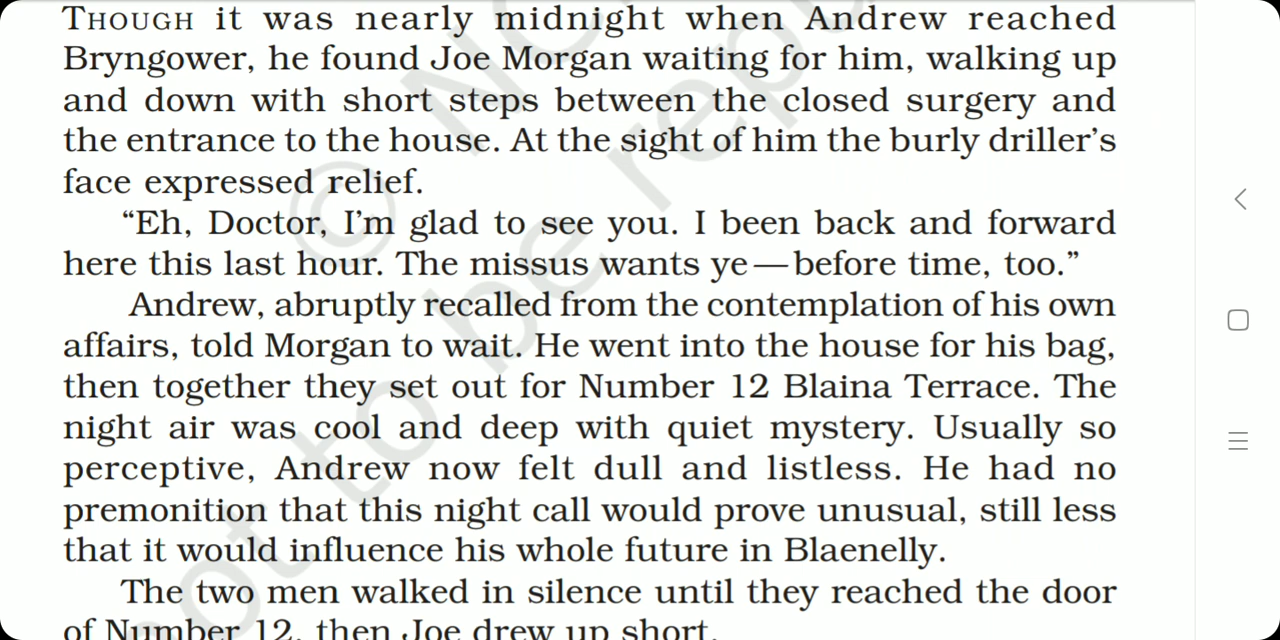 THOUGH it was nearly midnight when Andrew reached
Bryngower, he found Joe Morgan waiting for him, walking up
and down with short steps between the closed surgery and
the entrance to the house. At the sight of him the burly driller’s
face expressed relief.
“Eh, Doctor, I’m glad to see you. I been back and forward
here this last hour. The missus wants ye—before time, too.”
Andrew, abruptly recalled from the contemplation of his own
affairs, told Morgan to wait. He went into the house for his bag,
then together they set out for Number 12 Blaina Terrace. The
night air was cool and deep with quiet mystery. Usually so
perceptive, Andrew now felt dull and listless. He had no
premonition that this night call would prove unusual, still less
that it would influence his whole future in Blaenelly.
The two men walked in silence until they reached the door
of Number 12, then Joe drew up short.
© NO
not to be repu